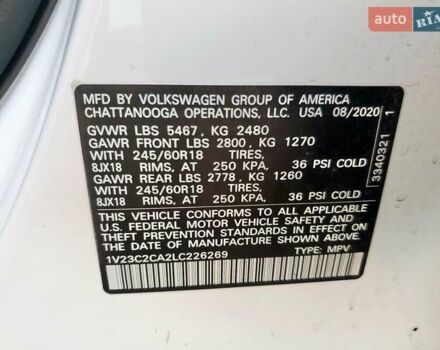 auto RIA
MFD BY VOLKSWAGEN GROUP OF AMERICA
CHATTANOOGA OPERATIONS, LLC. USA 08/2020
GVWR LBS 5467, KG 2480
GAWR FRONT LBS 2800, KG 1270
WITH 245/60R18 TIRES,
8JX18 RIMS, AT 250 KPA, 36 PSI COLD
GAWR REAR LBS 2778, KG 1260
WITH 245/60R18 TIRES,
8JX18 RIMS, AT 250 KPA, 36 PSI COLD
THIS VEHICLE CONFORMS TO ALL APPLICABLE
U.S. FEDERAL MOTOR VEHICLE SAFETY AND
THEFT PREVENTION STANDARDS IN EFFECT ON
THE DATE OF MANUFACTURE SHOWN ABOVE.
1V23C2CA2LC226269 TYPE: MPV
3340321 1